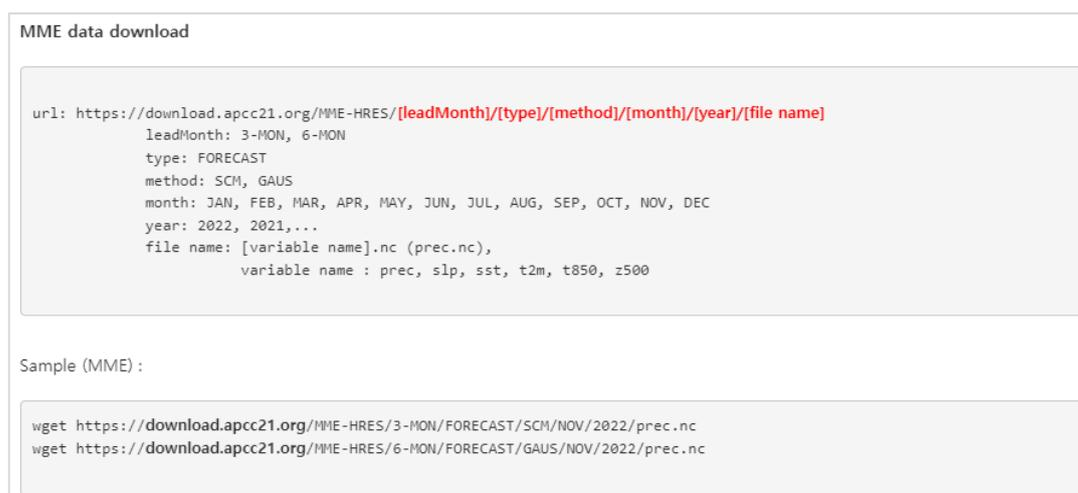 MME data download
url: https://download.apcc21.org/MME-HRES/[leadMonth]/[type]/[method]/[month]/[year]/[file name]
leadMonth: 3-MON, 6-MON
type: FORECAST
method: SCM, GAUS
month: JAN, FEB, MAR, APR, MAY, JUN, JUL, AUG, SEP, OCT, NOV, DEC
year: 2022, 2021,...
file name: [variable name].nc (prec.nc),
variable name : prec, slp, sst, t2m, t850, z500
Sample (MME) :
wget https://download.apcc21.org/MME-HRES/3-MON/FORECAST/SCM/NOV/2022/prec.nc
wget https://download.apcc21.org/MME-HRES/6-MON/FORECAST/GAUS/NOV/2022/prec.nc